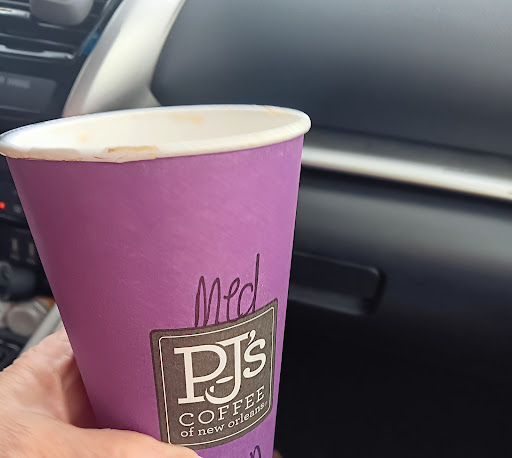 Med
PJ's
COFFEE
of new orleans